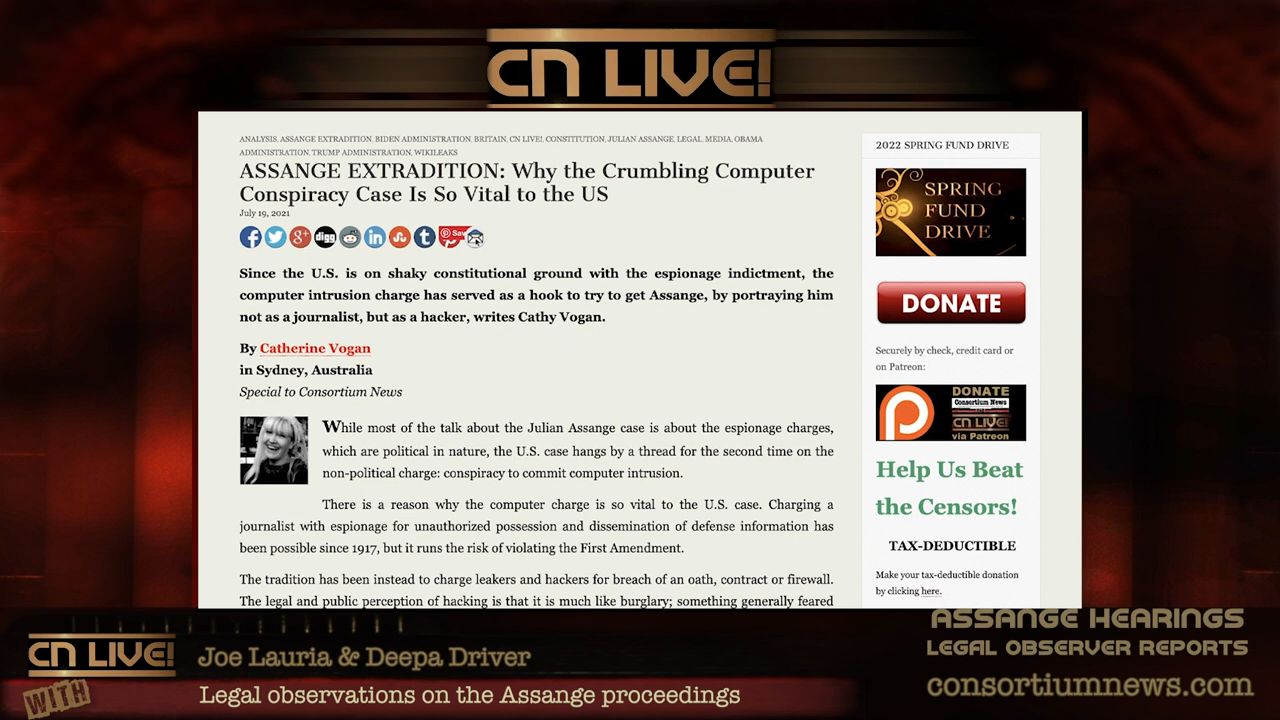 CN LIVE!
ANALYSIS, ASSANGE EXTRADITION, BIDEN ADMINISTRATION, BRITAIN, CN LIVE!, CONSTITUTION, JULIAN ASSANGE, LEGAL, MEDIA, OBAMA
ADMINISTRATION, TRUMP ADMINISTRATION, WIKILEAKS
ASSANGE EXTRADITION: Why the Crumbling Computer
Conspiracy Case Is So Vital to the US
July 19, 2021
digg
Save
Since the U.S. is on shaky constitutional ground with the espionage indictment, the
computer intrusion charge has served as a hook to try to get Assange, by portraying him
not as a journalist, but as a hacker, writes Cathy Vogan.
By Catherine Vogan
in Sydney, Australia
Special to Consortium News
While most of the talk about the Julian Assange case is about the espionage charges,
which are political in nature, the U.S. case hangs by a thread for the second time on the
non-political charge: conspiracy to commit computer intrusion.
There is a reason why the computer charge is so vital to the U.S. case. Charging a
journalist with espionage for unauthorized possession and dissemination of defense information has
been possible since 1917, but it runs the risk of violating the First Amendment.
The tradition has been instead to charge leakers and hackers for breach of an oath, contract or firewall.
The legal and public perception of hacking is that it is much like burglary; something generally feared
2022 SPRING FUND DRIVE
SPRING
FUND
DRIVE
DONATE
Securely by check, credit card or
on Patreon:
DONATE
Consortium News
CN LIVE!
via Patreon
Help Us Beat
the Censors!
TAX-DEDUCTIBLE
Make your tax-deductible donation
by clicking here.
CN LIVE!
WITH
Joe Lauria & Deepa Driver
Legal observations on the Assange proceedings
ASSANGE HEARINGS
LEGAL OBSERVER REPORTS
consortiumnews.com